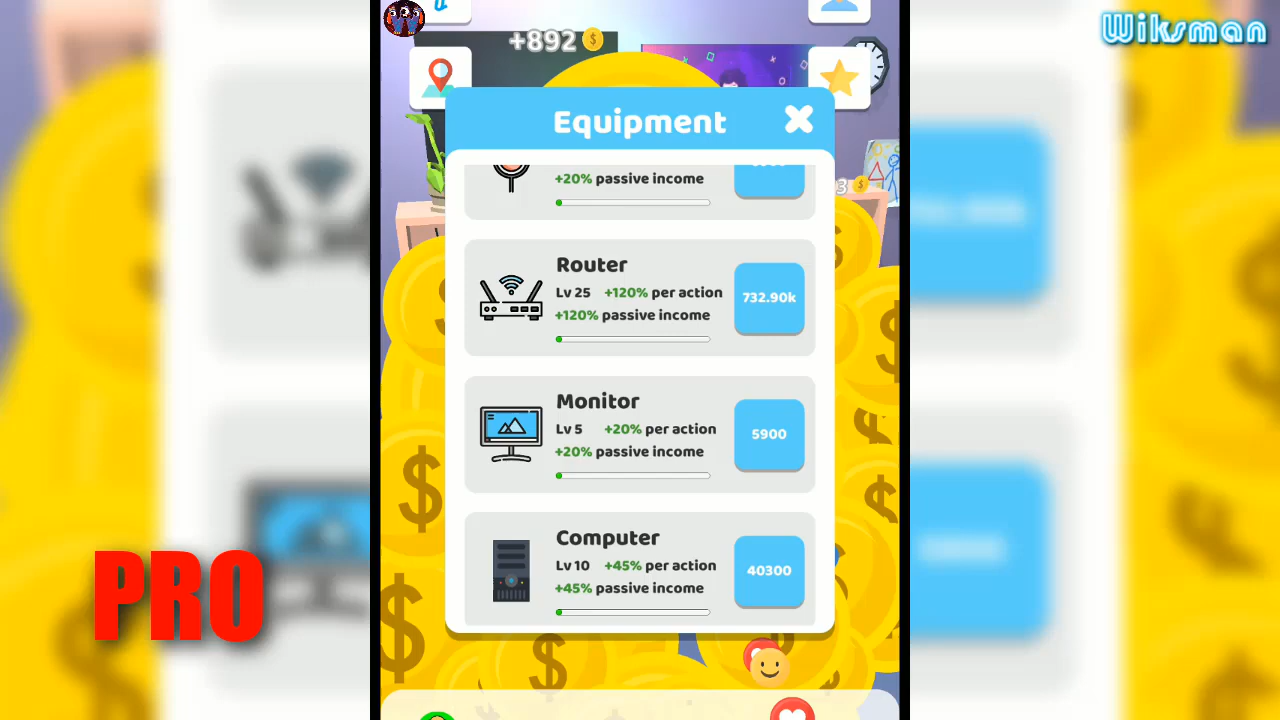 Wiksman
+892
Equipment
+20% passive income
Router
Lv 25 +120% per action
+120% passive income
732.90k
Monitor
Lv 5 +20% per action
+20% passive income
5900
Computer
Lv 10 +45% per action
+45% passive income
40300
PRO